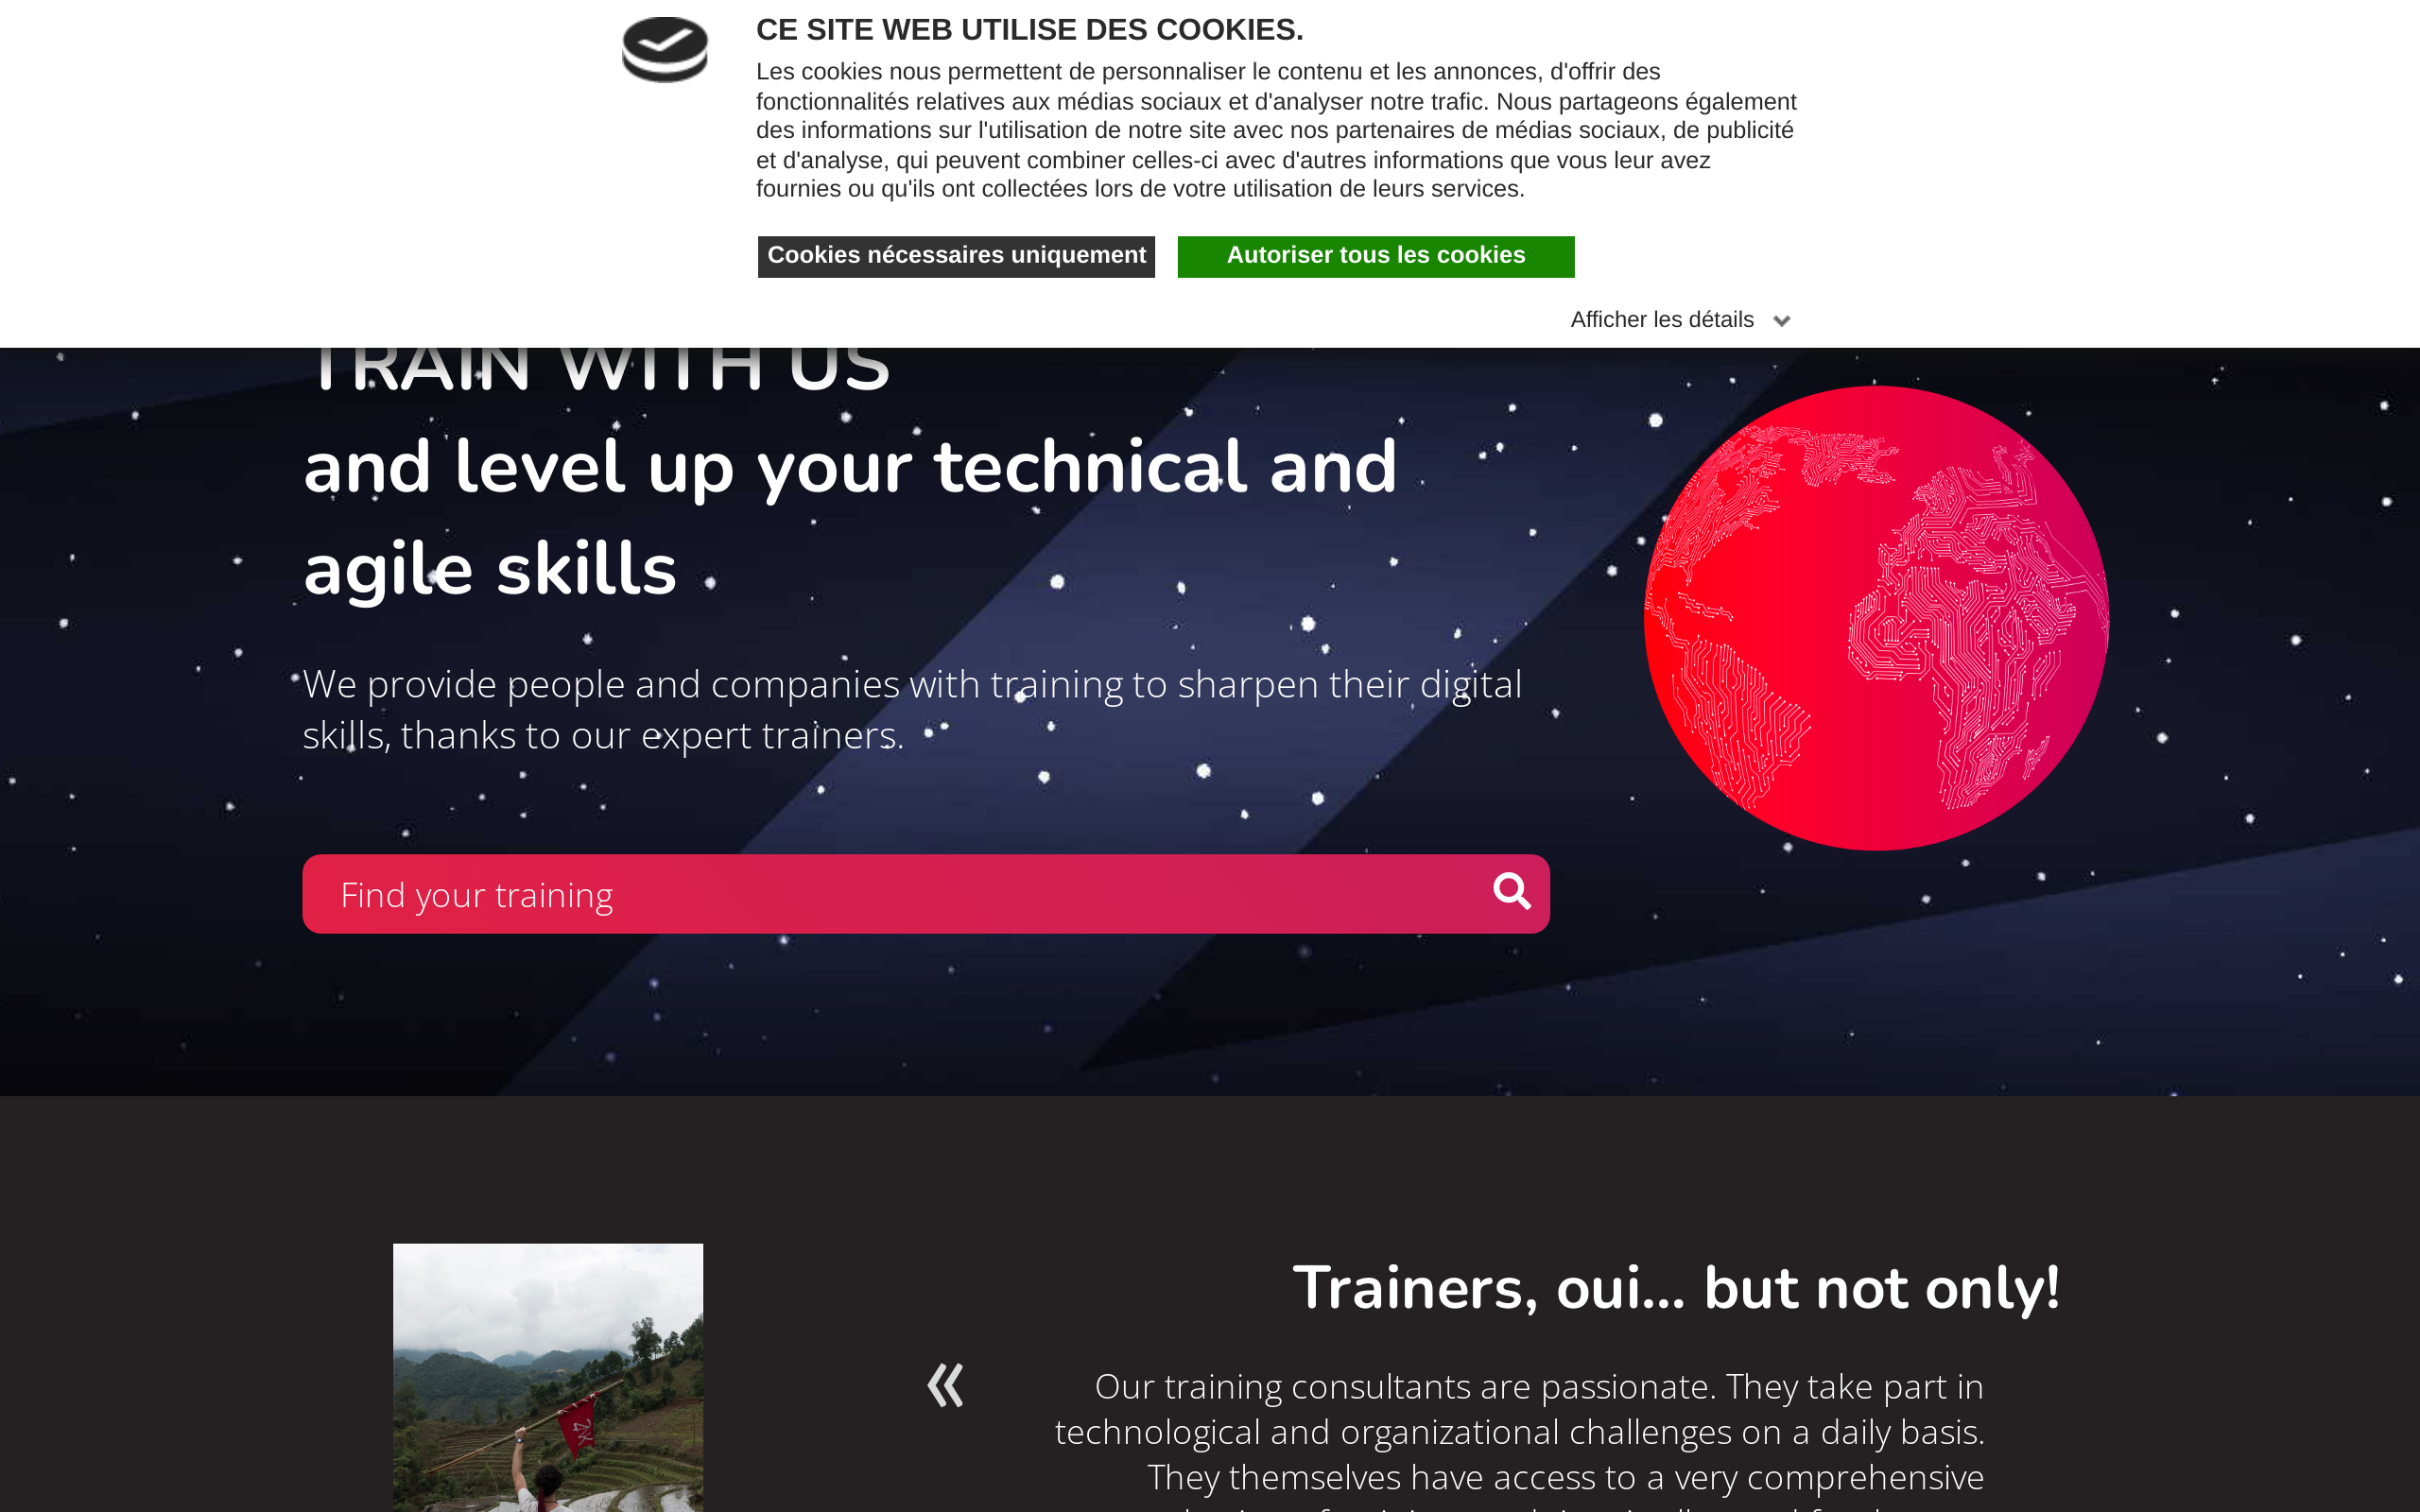 CE SITE WEB UTILISE DES COOKIES.
Les cookies nous permettent de personnaliser le contenu et les annonces, d'offrir des
fonctionnalités relatives aux médias sociaux et d'analyser notre trafic. Nous partageons également
des informations sur l'utilisation de notre site avec nos partenaires de médias sociaux, de publicité
et d'analyse, qui peuvent combiner celles-ci avec d'autres informations que vous leur avez
fournies ou qu'ils ont collectées lors de votre utilisation de leurs services.
Cookies nécessaires uniquement
Autoriser tous les cookies
Afficher les détails
TRAIN WITH US
and level up your technical and
agile skills
We provide people and companies with training to sharpen their digital
skills, thanks to our expert trainers.
Find your training
Trainers, oui... but not only!
«
Our training consultants are passionate. They take part in
technological and organizational challenges on a daily basis.
They themselves have access to a very comprehensive